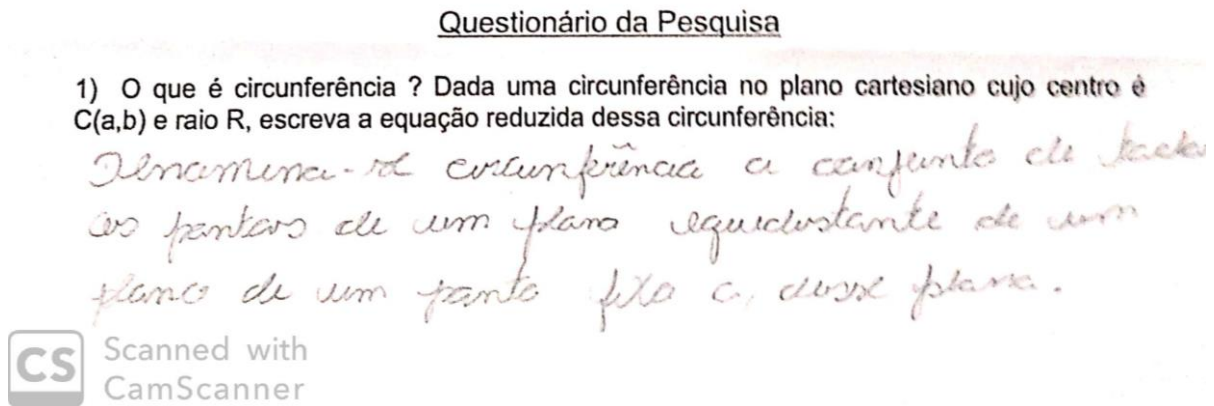 Questionário da Pesquisa
1) O que é circunferência ? Dada uma circunferência no plano cartesiano cujo centro é
C(a,b) e raio R, escreva a equação reduzida dessa circunferência:
Denomina-se circunferência o conjunto de todos
os pontos de um plano equidistante de um
plano de um ponto fixo c, desse plano.
CS Scanned with
CamScanner